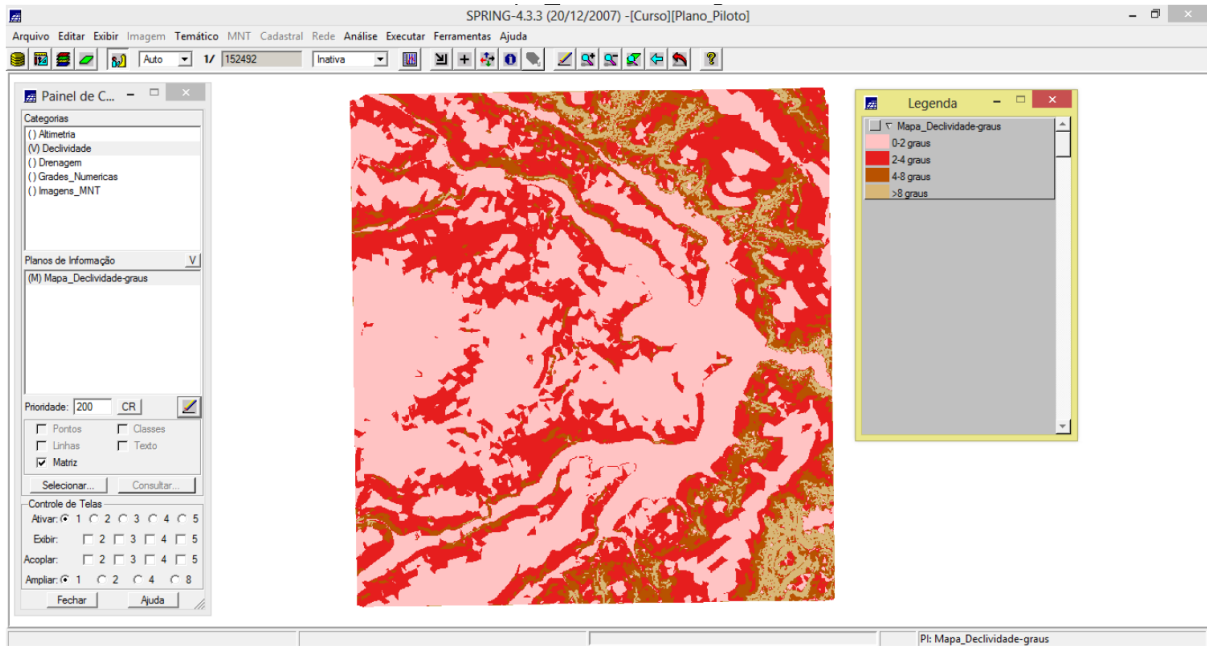 SPRING-4.3.3 (20/12/2007) -[Curso][Plano_Piloto]
Arquivo Editar Exibir Imagem Temático MNT Cadastral Rede Análise Executar Ferramentas Ajuda
Auto 1/ 152492 Inativa
Painel de C...
Categorias
() Altimetria
(V) Declividade
() Drenagem
() Grades_Numericas
() Imagens_MNT
Planos de Informação V
(M) Mapa_Declividade-graus
Prioridade: 200 CR
Pontos Classes
Linhas Texto
Matriz
Selecionar... Consultar...
Controle de Telas
Ativar: 1 2 3 4 5
Exibir: 2 3 4 5
Acoplar: 2 3 4 5
Ampliar: 1 2 4 8
Fechar Ajuda
Legenda
Mapa_Declividade-graus
0-2 graus
2-4 graus
4-8 graus
>8 graus
PI: Mapa_Declividade-graus